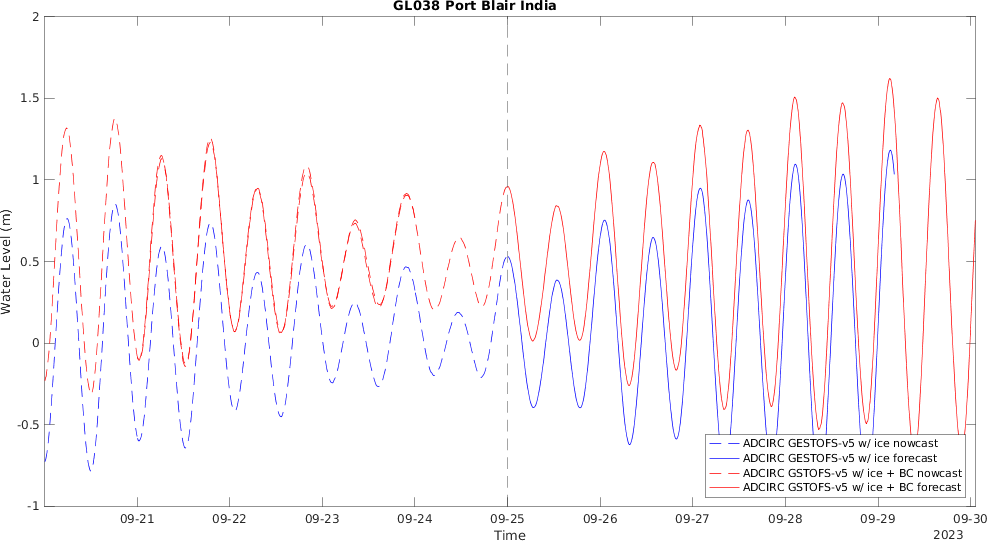 GL038 Port Blair India
2
1.5
1
0.5
0
-0.5
-1
Water Level (m)
ADCIRC GESTOFS-v5 w/ ice nowcast
ADCIRC GESTOFS-v5 w/ ice forecast
ADCIRC GSTOFS-v5 w/ ice + BC nowcast
ADCIRC GSTOFS-v5 w/ ice + BC forecast
09-21 09-22 09-23 09-24 09-25 09-26 09-27 09-28 09-29 09-30
Time
2023